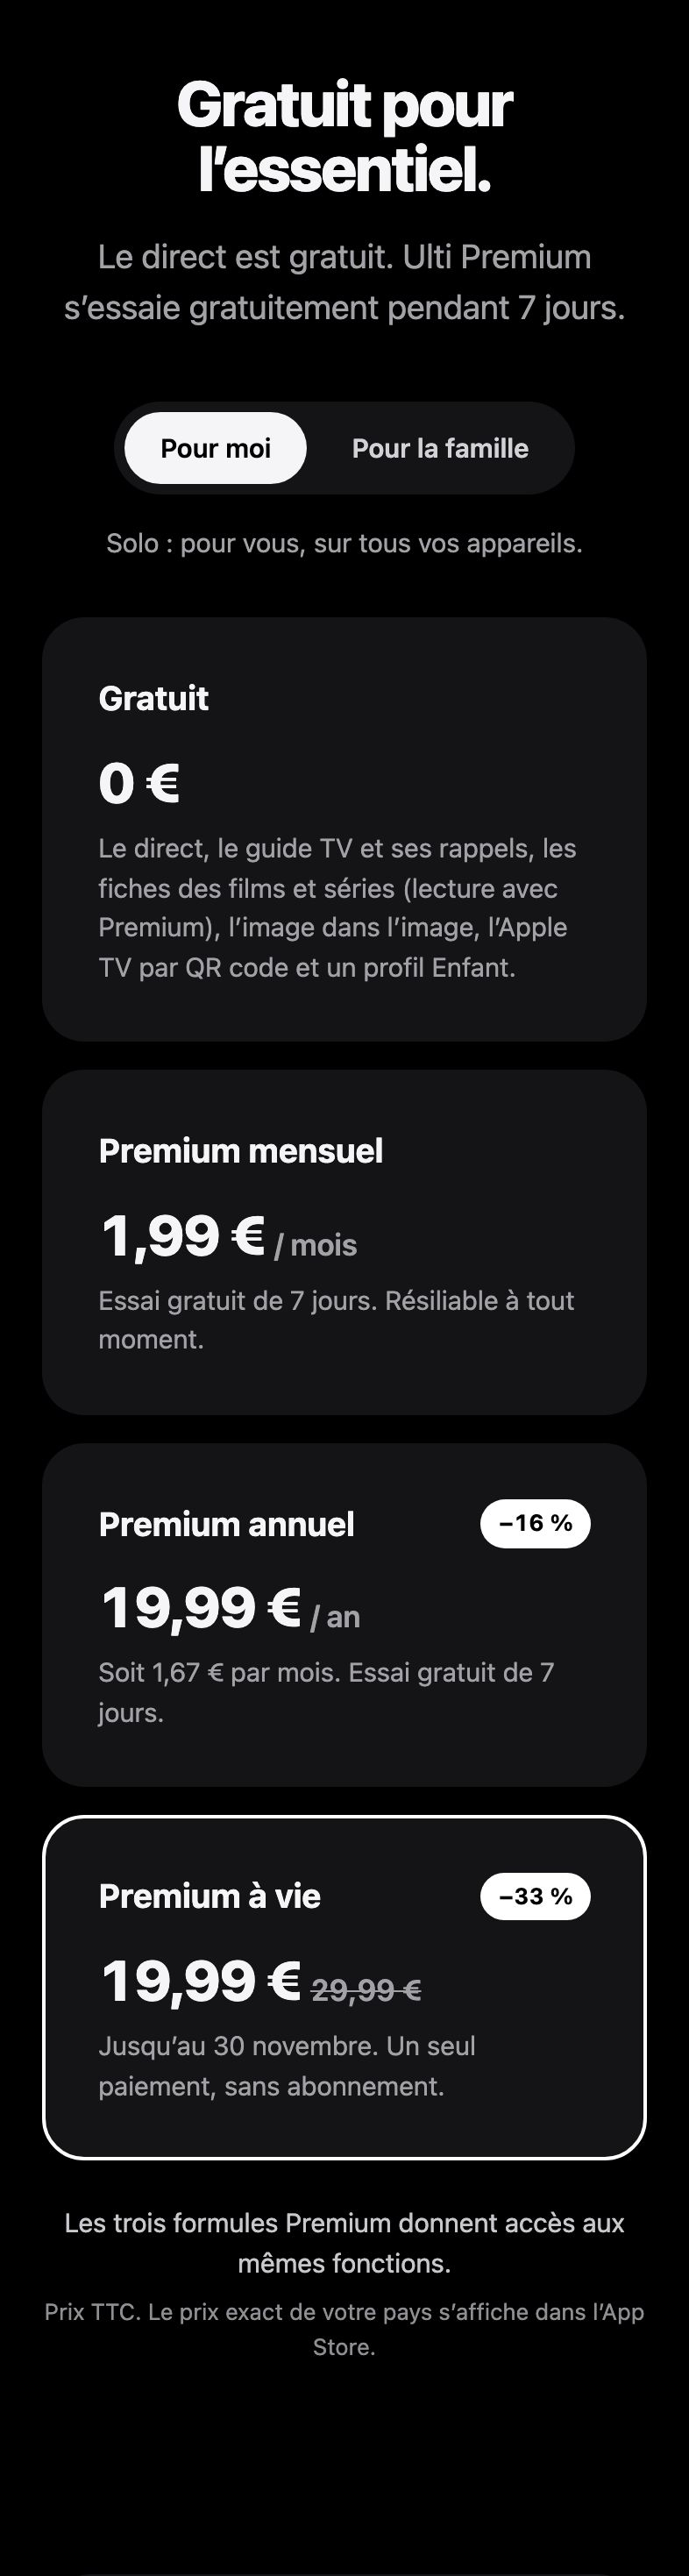 Gratuit pour
l’essentiel.
Le direct est gratuit. Ulti Premium
s’essaie gratuitement pendant 7 jours.
Pour moi
Pour la famille
Solo : pour vous, sur tous vos appareils.
Gratuit
0 €
Le direct, le guide TV et ses rappels, les
fiches des films et séries (lecture avec
Premium), l’image dans l’image, l’Apple
TV par QR code et un profil Enfant.
Premium mensuel
1,99 € / mois
Essai gratuit de 7 jours. Résiliable à tout
moment.
Premium annuel
−16 %
19,99 € / an
Soit 1,67 € par mois. Essai gratuit de 7
jours.
Premium à vie
−33 %
19,99 € 29,99 €
Jusqu’au 30 novembre. Un seul
paiement, sans abonnement.
Les trois formules Premium donnent accès aux
mêmes fonctions.
Prix TTC. Le prix exact de votre pays s’affiche dans l’App
Store.